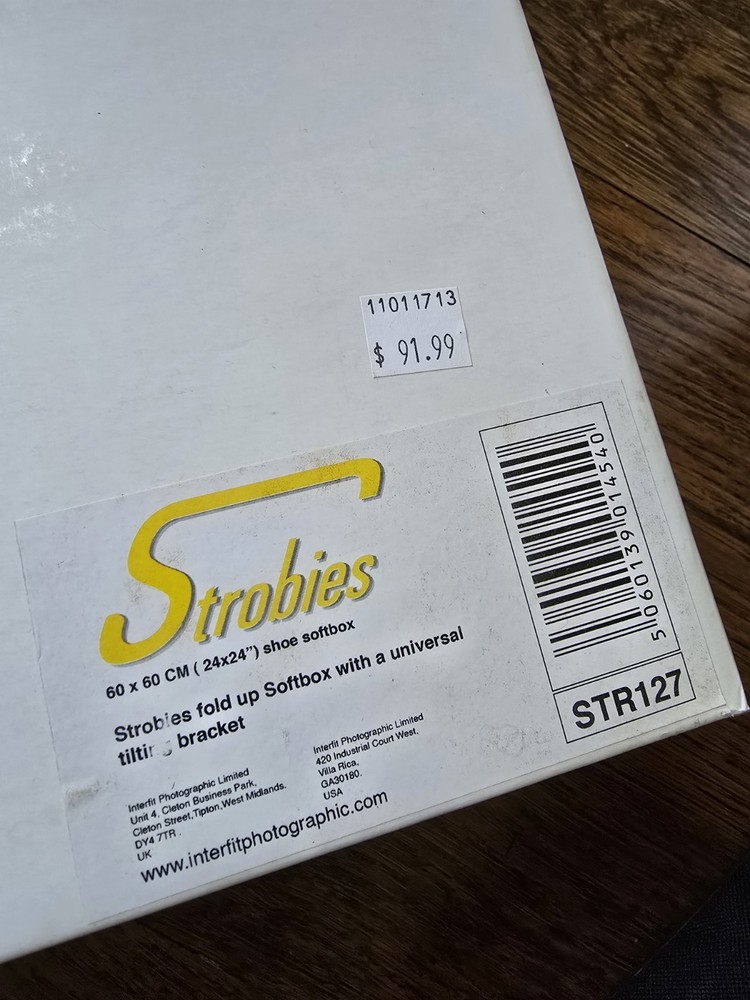 11011713
$ 91.99
Strobies
60 x 60 CM ( 24x24") shoe softbox
Strobies fold up Softbox with a universal
bracket
Interfit Photographic Limited
Unit 4, Cleton Business Park,
Cleton Street,Tipton,West Midlands.
DY4 7TR .
UK
Interfit Photographic Limited
420 Industrial Court West,
Villa Rica,
GA30180.
USA
www.interfitphotographic.com
5 060139 014540
STR127